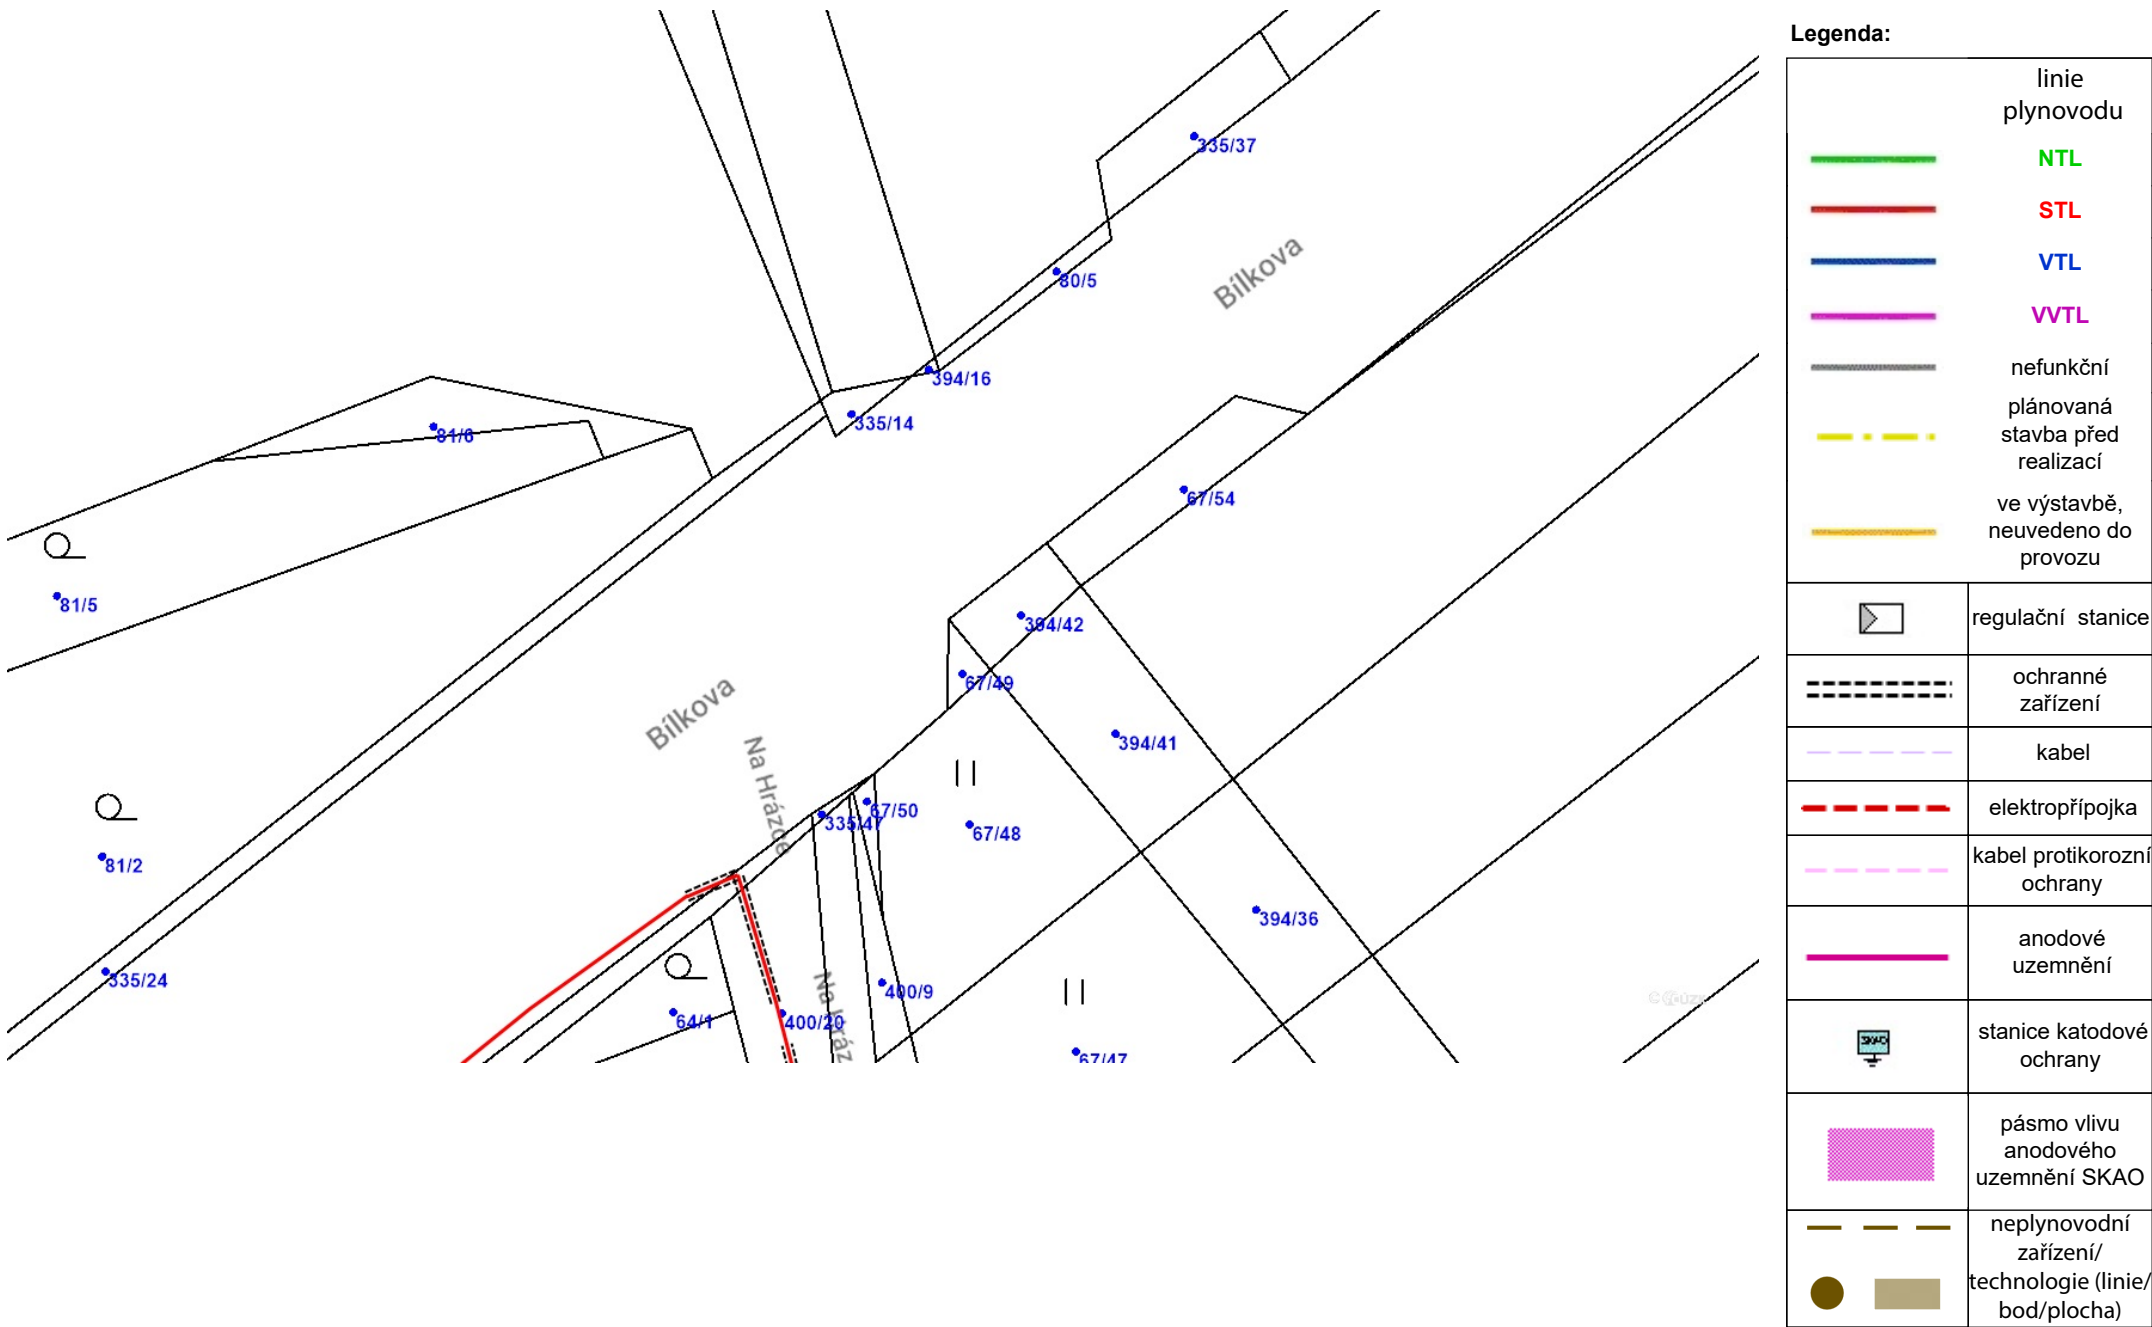 335/37
Bílkova
80/5
394/16
335/14
81/6
67/54
81/5
394/42
67/49
Bílkova
394/41
Na Hrázce
67/50
335/47
67/48
81/2
394/36
335/24
400/9
64/1
400/20
Na Hráz
67/47
Legenda:
linie
plynovodu
NTL
STL
VTL
VVTL
nefunkční
plánovaná
stavba před
realizací
ve výstavbě,
neuvedeno do
provozu
regulační stanice
ochranné
zařízení
kabel
elektropřípojka
kabel protikorozní
ochrany
anodové
uzemnění
SKAO
stanice katodové
ochrany
pásmo vlivu
anodového
uzemnění SKAO
neplynovodní
zařízení/
technologie (linie/
bod/plocha)